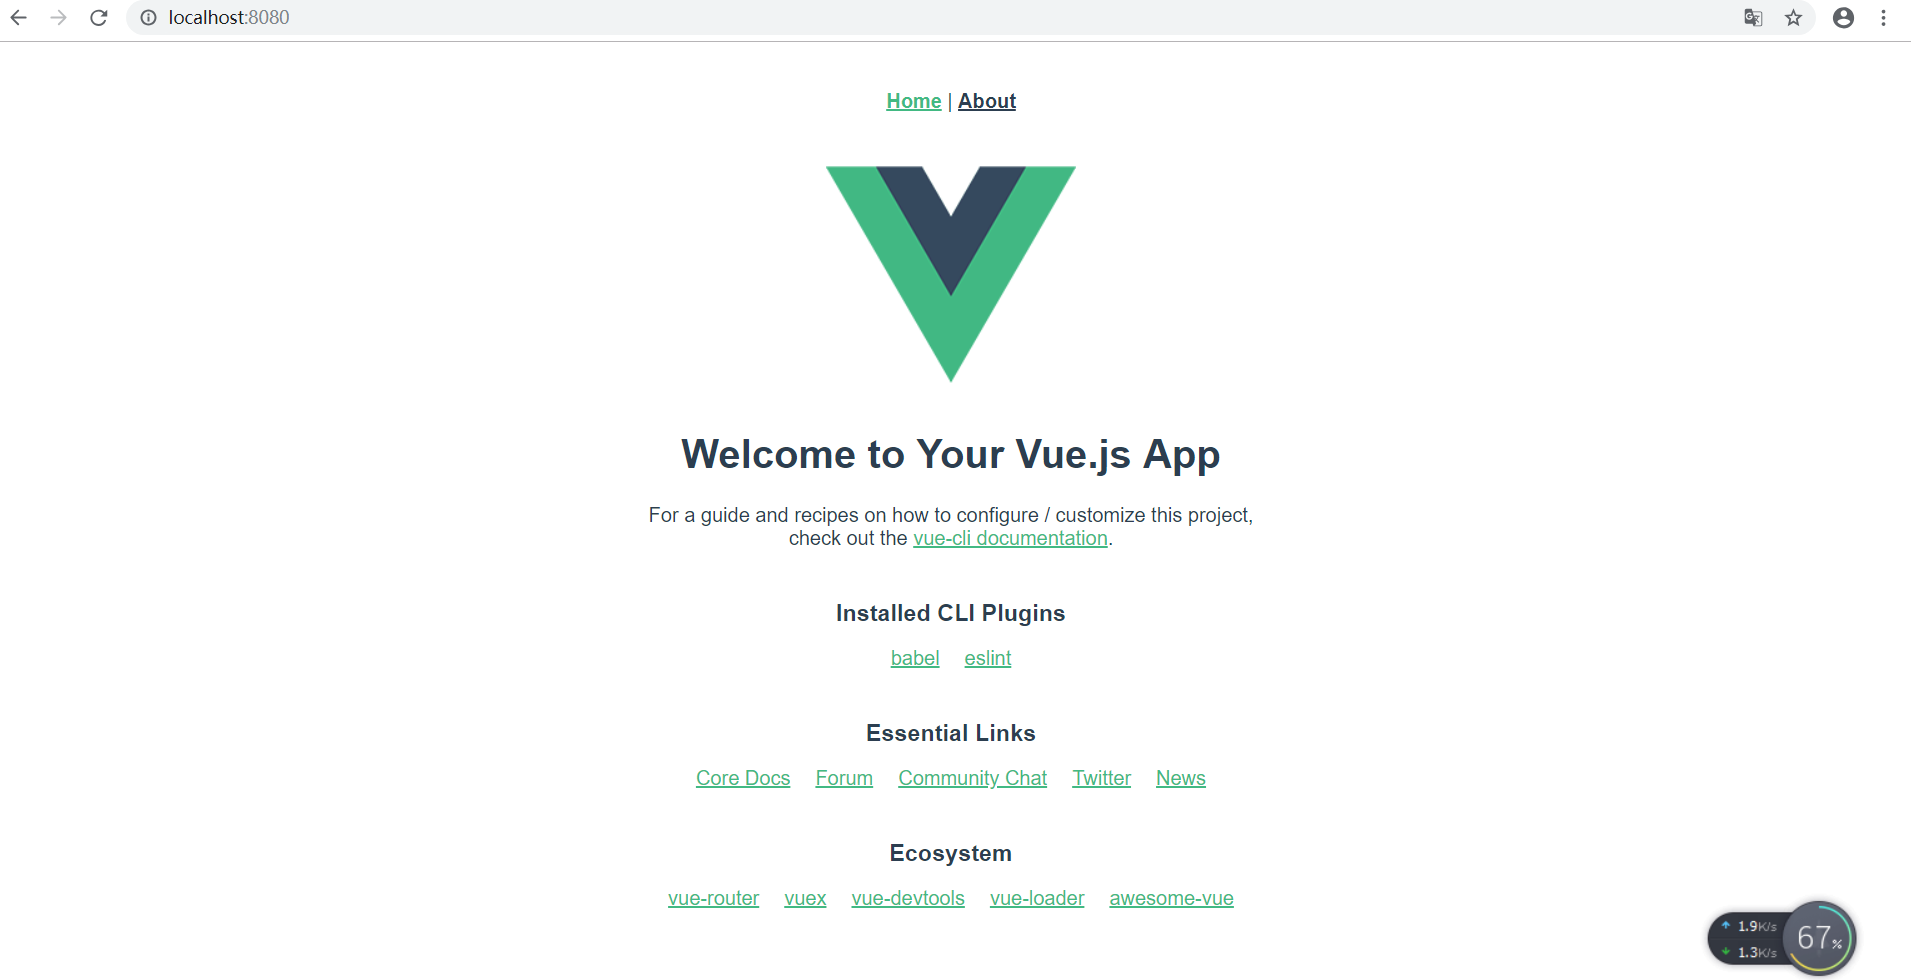 localhost:8080
Home | About
Welcome to Your Vue.js App
For a guide and recipes on how to configure / customize this project,
check out the vue-cli documentation.
Installed CLI Plugins
babel eslint
Essential Links
Core Docs Forum Community Chat Twitter News
Ecosystem
vue-router vuex vue-devtools vue-loader awesome-vue
1.9K/s
1.3K/s
67%